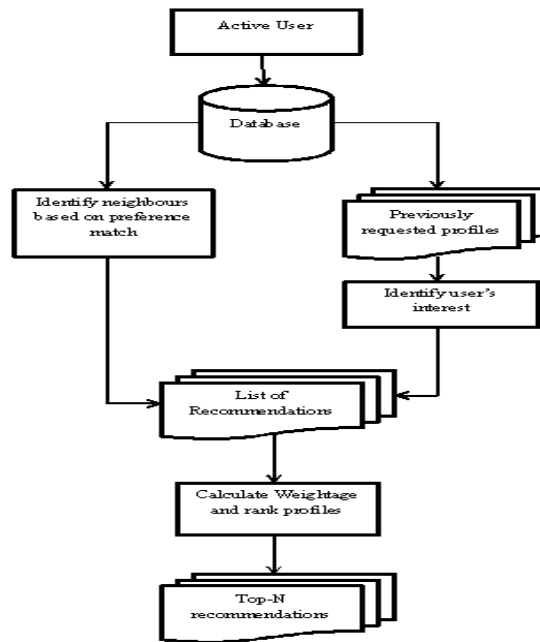 Active User
Database
Identify neighbours
based on preference
match
Previously
requested profiles
Identify user's
interest
List of
Recommendations
Calculate Weightage
and rank profiles
Top-N
recommendations